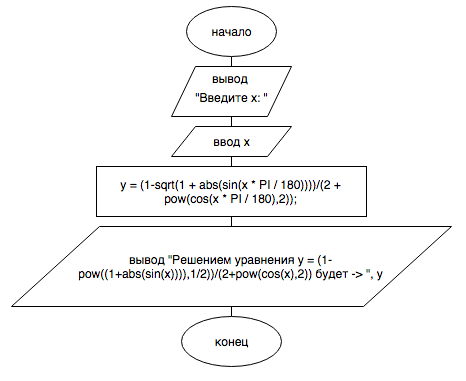 начало
вывод
"Введите x: "
ввод x
y = (1-sqrt(1 + abs(sin(x * PI / 180))))/(2 +
pow(cos(x * PI / 180),2));
вывод "Решением уравнения y = (1-
pow((1+abs(sin(x)))),1/2))/(2+pow(cos(x),2)) будет -> ", y
конец